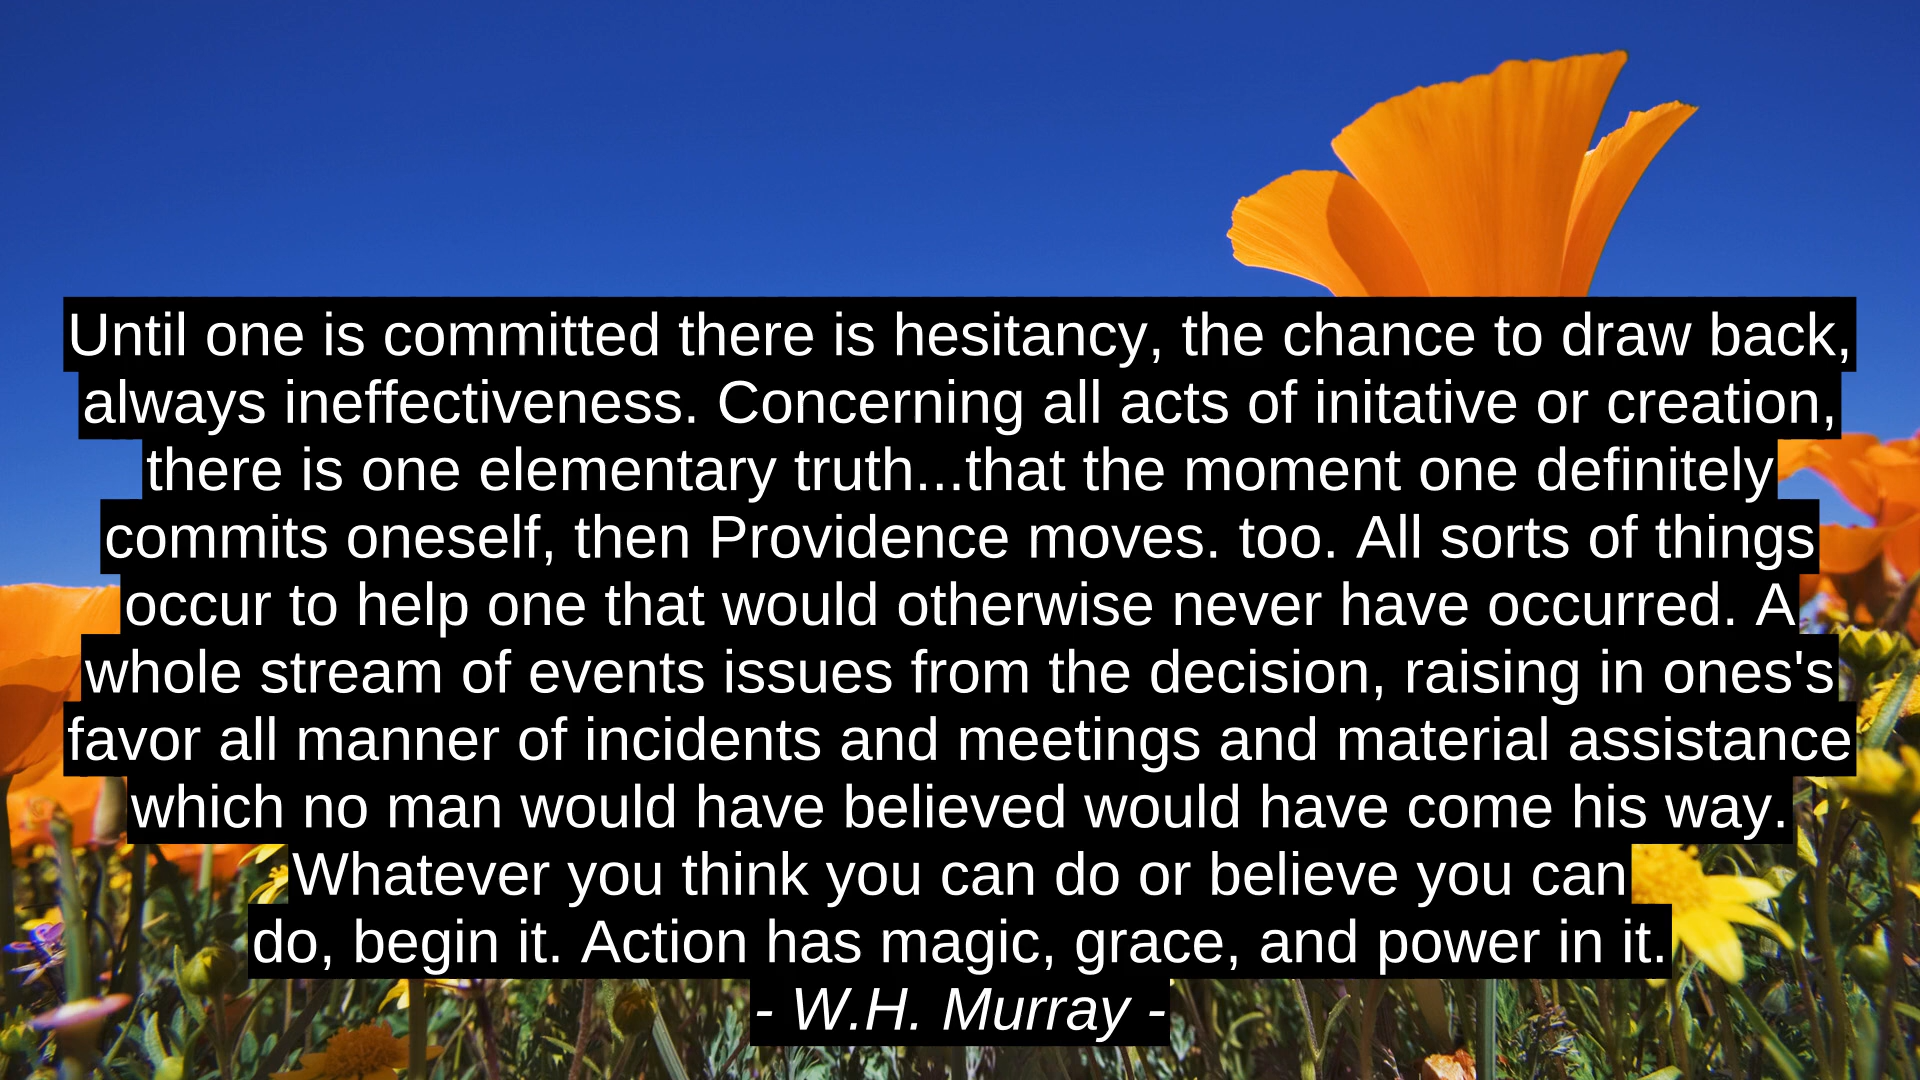 Until one is committed there is hesitancy, the chance to draw back,
always ineffectiveness. Concerning all acts of initative or creation,
there is one elementary truth...that the moment one definitely
commits oneself, then Providence moves. too. All sorts of things
occur to help one that would otherwise never have occurred. A
whole stream of events issues from the decision, raising in ones's
favor all manner of incidents and meetings and material assistance
which no man would have believed would have come his way.
Whatever you think you can do or believe you can
do, begin it. Action has magic, grace, and power in it.
- W.H. Murray -